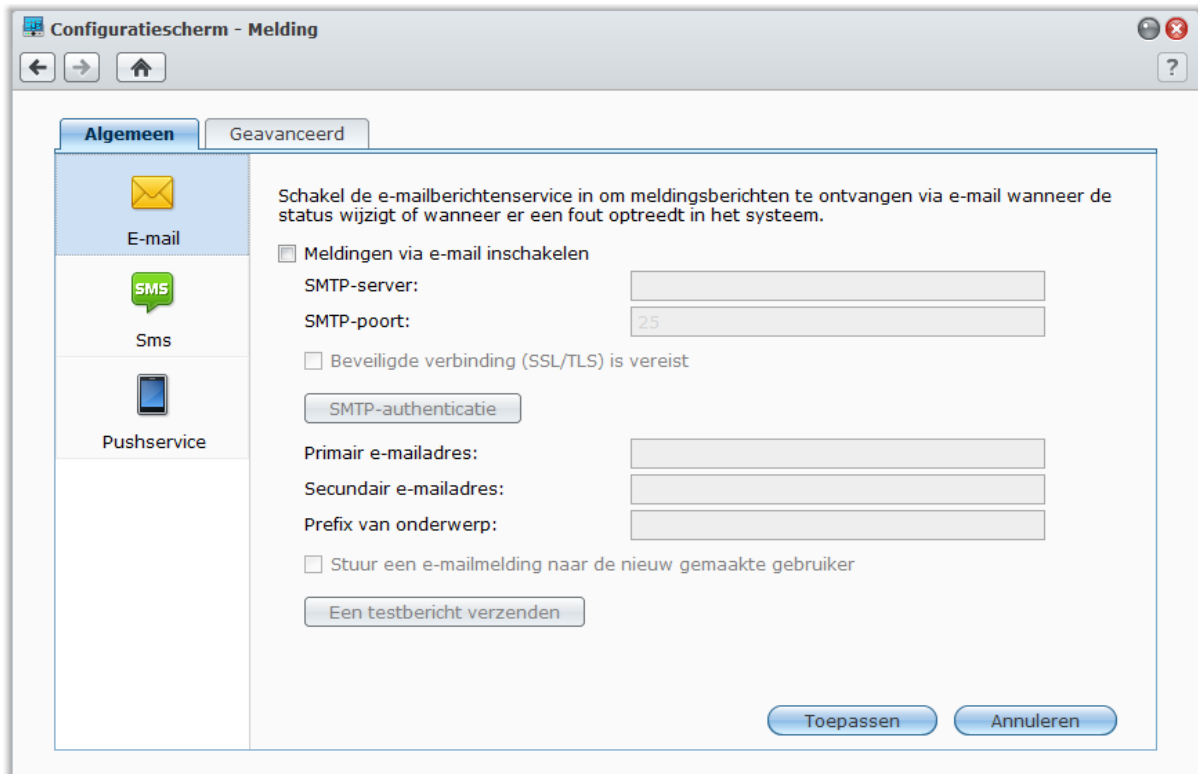 Configuratiescherm - Melding
?
Algemeen
Geavanceerd
E-mail
SMS
Sms
Pushservice
Schakel de e-mailberichtenservice in om meldingsberichten te ontvangen via e-mail wanneer de
status wijzigt of wanneer er een fout optreedt in het systeem.
Meldingen via e-mail inschakelen
SMTP-server:
SMTP-poort:
25
Beveiligde verbinding (SSL/TLS) is vereist
SMTP-authenticatie
Primair e-mailadres:
Secundair e-mailadres:
Prefix van onderwerp:
Stuur een e-mailmelding naar de nieuw gemaakte gebruiker
Een testbericht verzenden
Toepassen
Annuleren